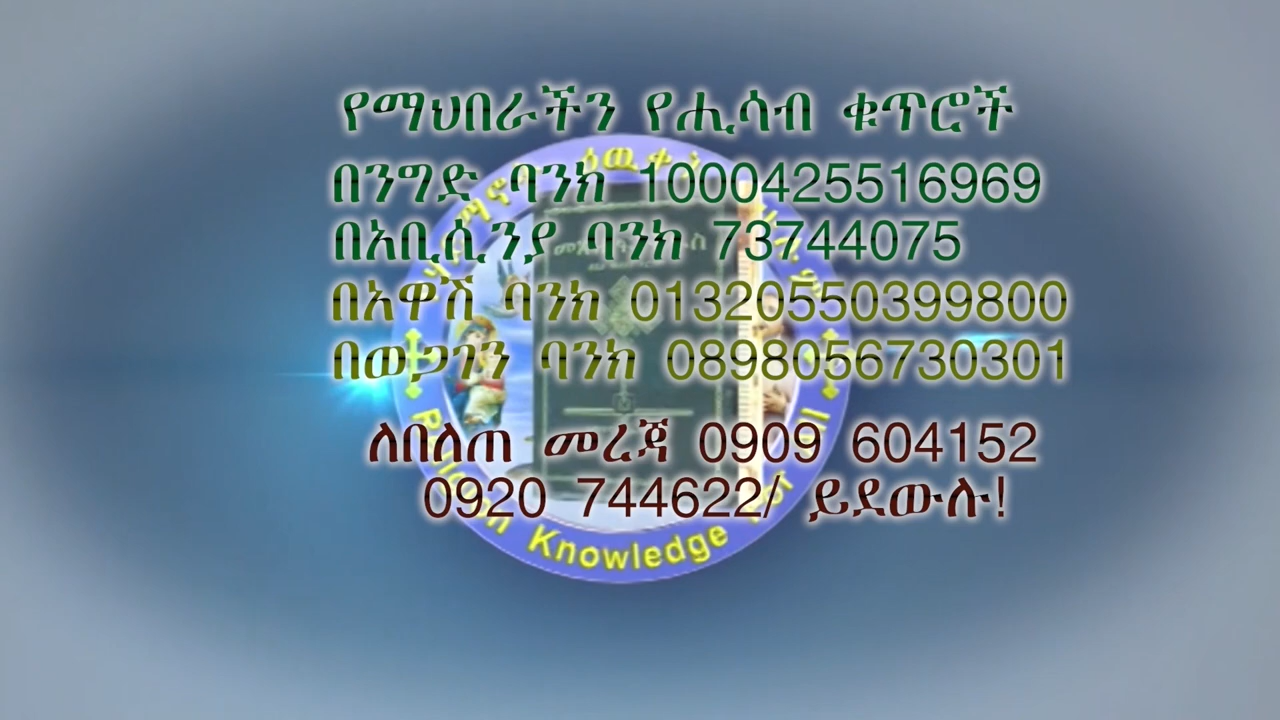 የማህበራችን የሒሳብ ቁጥሮች
በንግድ ባንክ 1000425516969
በአቢሲንያ ባንክ 73744075
በአዋሽ ባንክ 01320550399800
በወጋገን ባንክ 0898056730301
ለበለጠ መረጃ 0909 604152
0920 744622/ ይደውሉ!
Knowledge